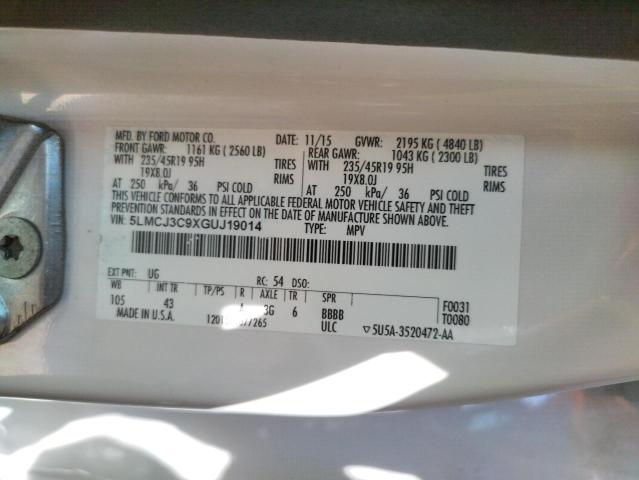 MFD. BY FORD MOTOR CO. DATE: 11/15 GVWR: 2195 KG ( 4840 LB)
FRONT GAWR: 1161 KG ( 2560 LB) REAR GAWR: 1043 KG ( 2300 LB)
WITH 235/45R19 95H TIRES WITH 235/45R19 95H TIRES
19X8.0J RIMS 19X8.0J RIMS
AT 250 kPa/ 36 PSI COLD AT 250 kPa/ 36 PSI COLD
THIS VEHICLE CONFORMS TO ALL APPLICABLE FEDERAL MOTOR VEHICLE SAFETY AND THEFT
PREVENTION STANDARDS IN EFFECT ON THE DATE OF MANUFACTURE SHOWN ABOVE.
VIN: 5LMCJ3C9XGUJ19014 TYPE: MPV
EXT PNT: UG RC: 54 DSO:
WB INT TR TP/PS R AXLE TR SPR F0031
105 43 A 3G 6 BBBB T0080
MADE IN U.S.A. ULC 5U5A-3520472-AA